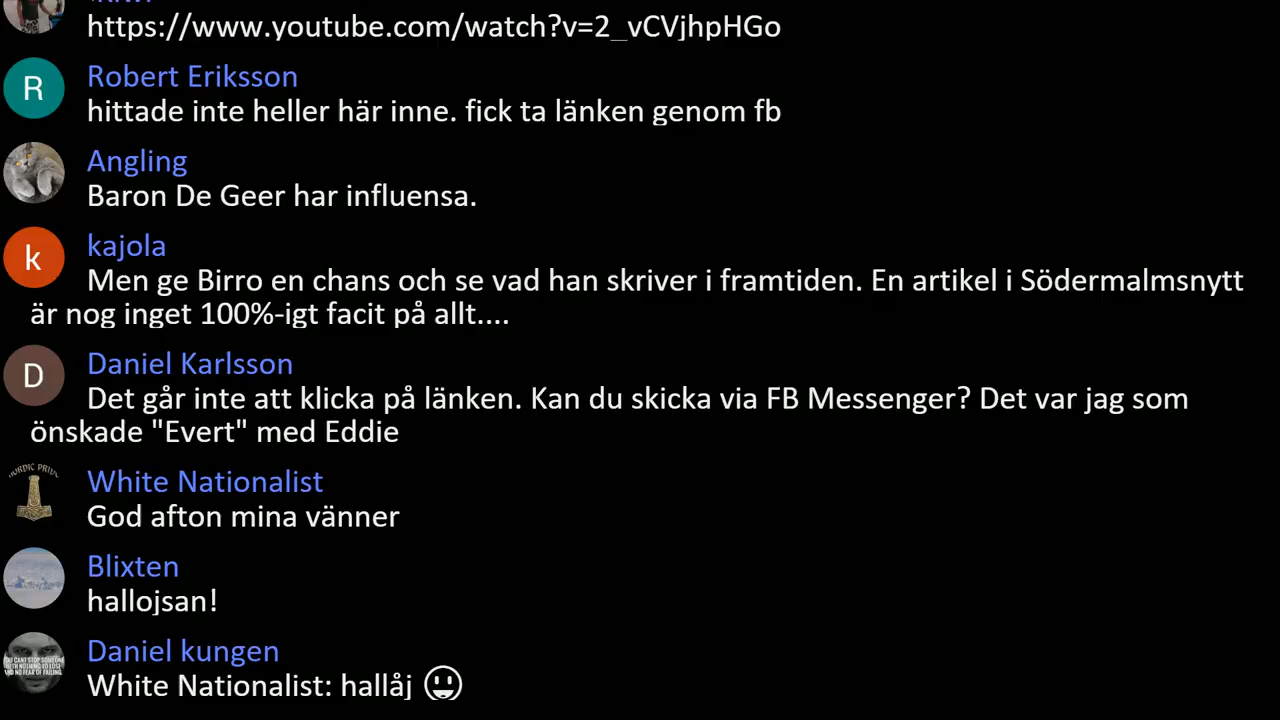 https://www.youtube.com/watch?v=2_vCVjhpHGo
R
Robert Eriksson
hittade inte heller här inne. fick ta länken genom fb
Angling
Baron De Geer har influensa.
k
kajola
Men ge Birro en chans och se vad han skriver i framtiden. En artikel i Södermalmsnytt
är nog inget 100%-igt facit på allt....
D
Daniel Karlsson
Det går inte att klicka på länken. Kan du skicka via FB Messenger? Det var jag som
önskade "Evert" med Eddie
White Nationalist
God afton mina vänner
Blixten
hallojsan!
Daniel kungen
White Nationalist: hallåj 😃